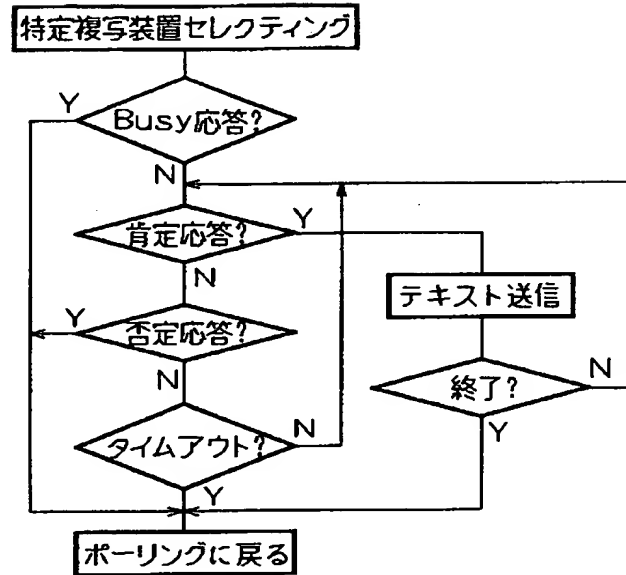 特定複写装置セレクティング
Y
Busy応答?
N
肯定応答?
Y
N
テキスト送信
Y
否定応答?
N
終了?
N
タイムアウト?
N
Y
Y
ポーリングに戻る